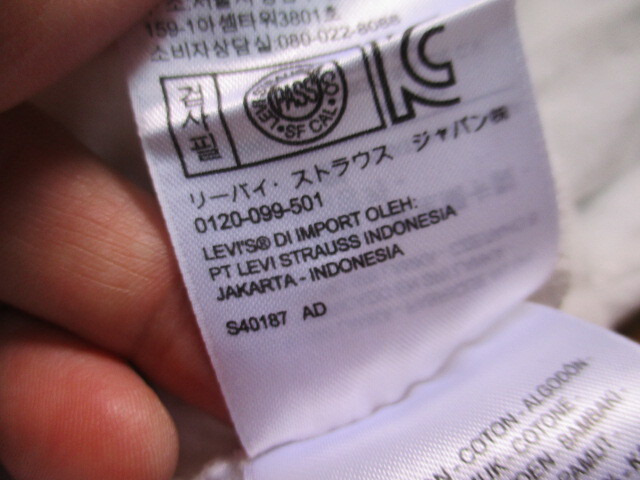 159-1아셈타워3801호
소비자상담실:080-022-8088
검사필
PASS
SF CAL
リーバイ・ストラウス ジャパン㈱
0120-099-501
LEVI'S® DI IMPORT OLEH:
PT LEVI STRAUSS INDONESIA
JAKARTA - INDONESIA
S40187 AD
- COTON - ALGODÓN
- COTONE -
BAMBAKI -